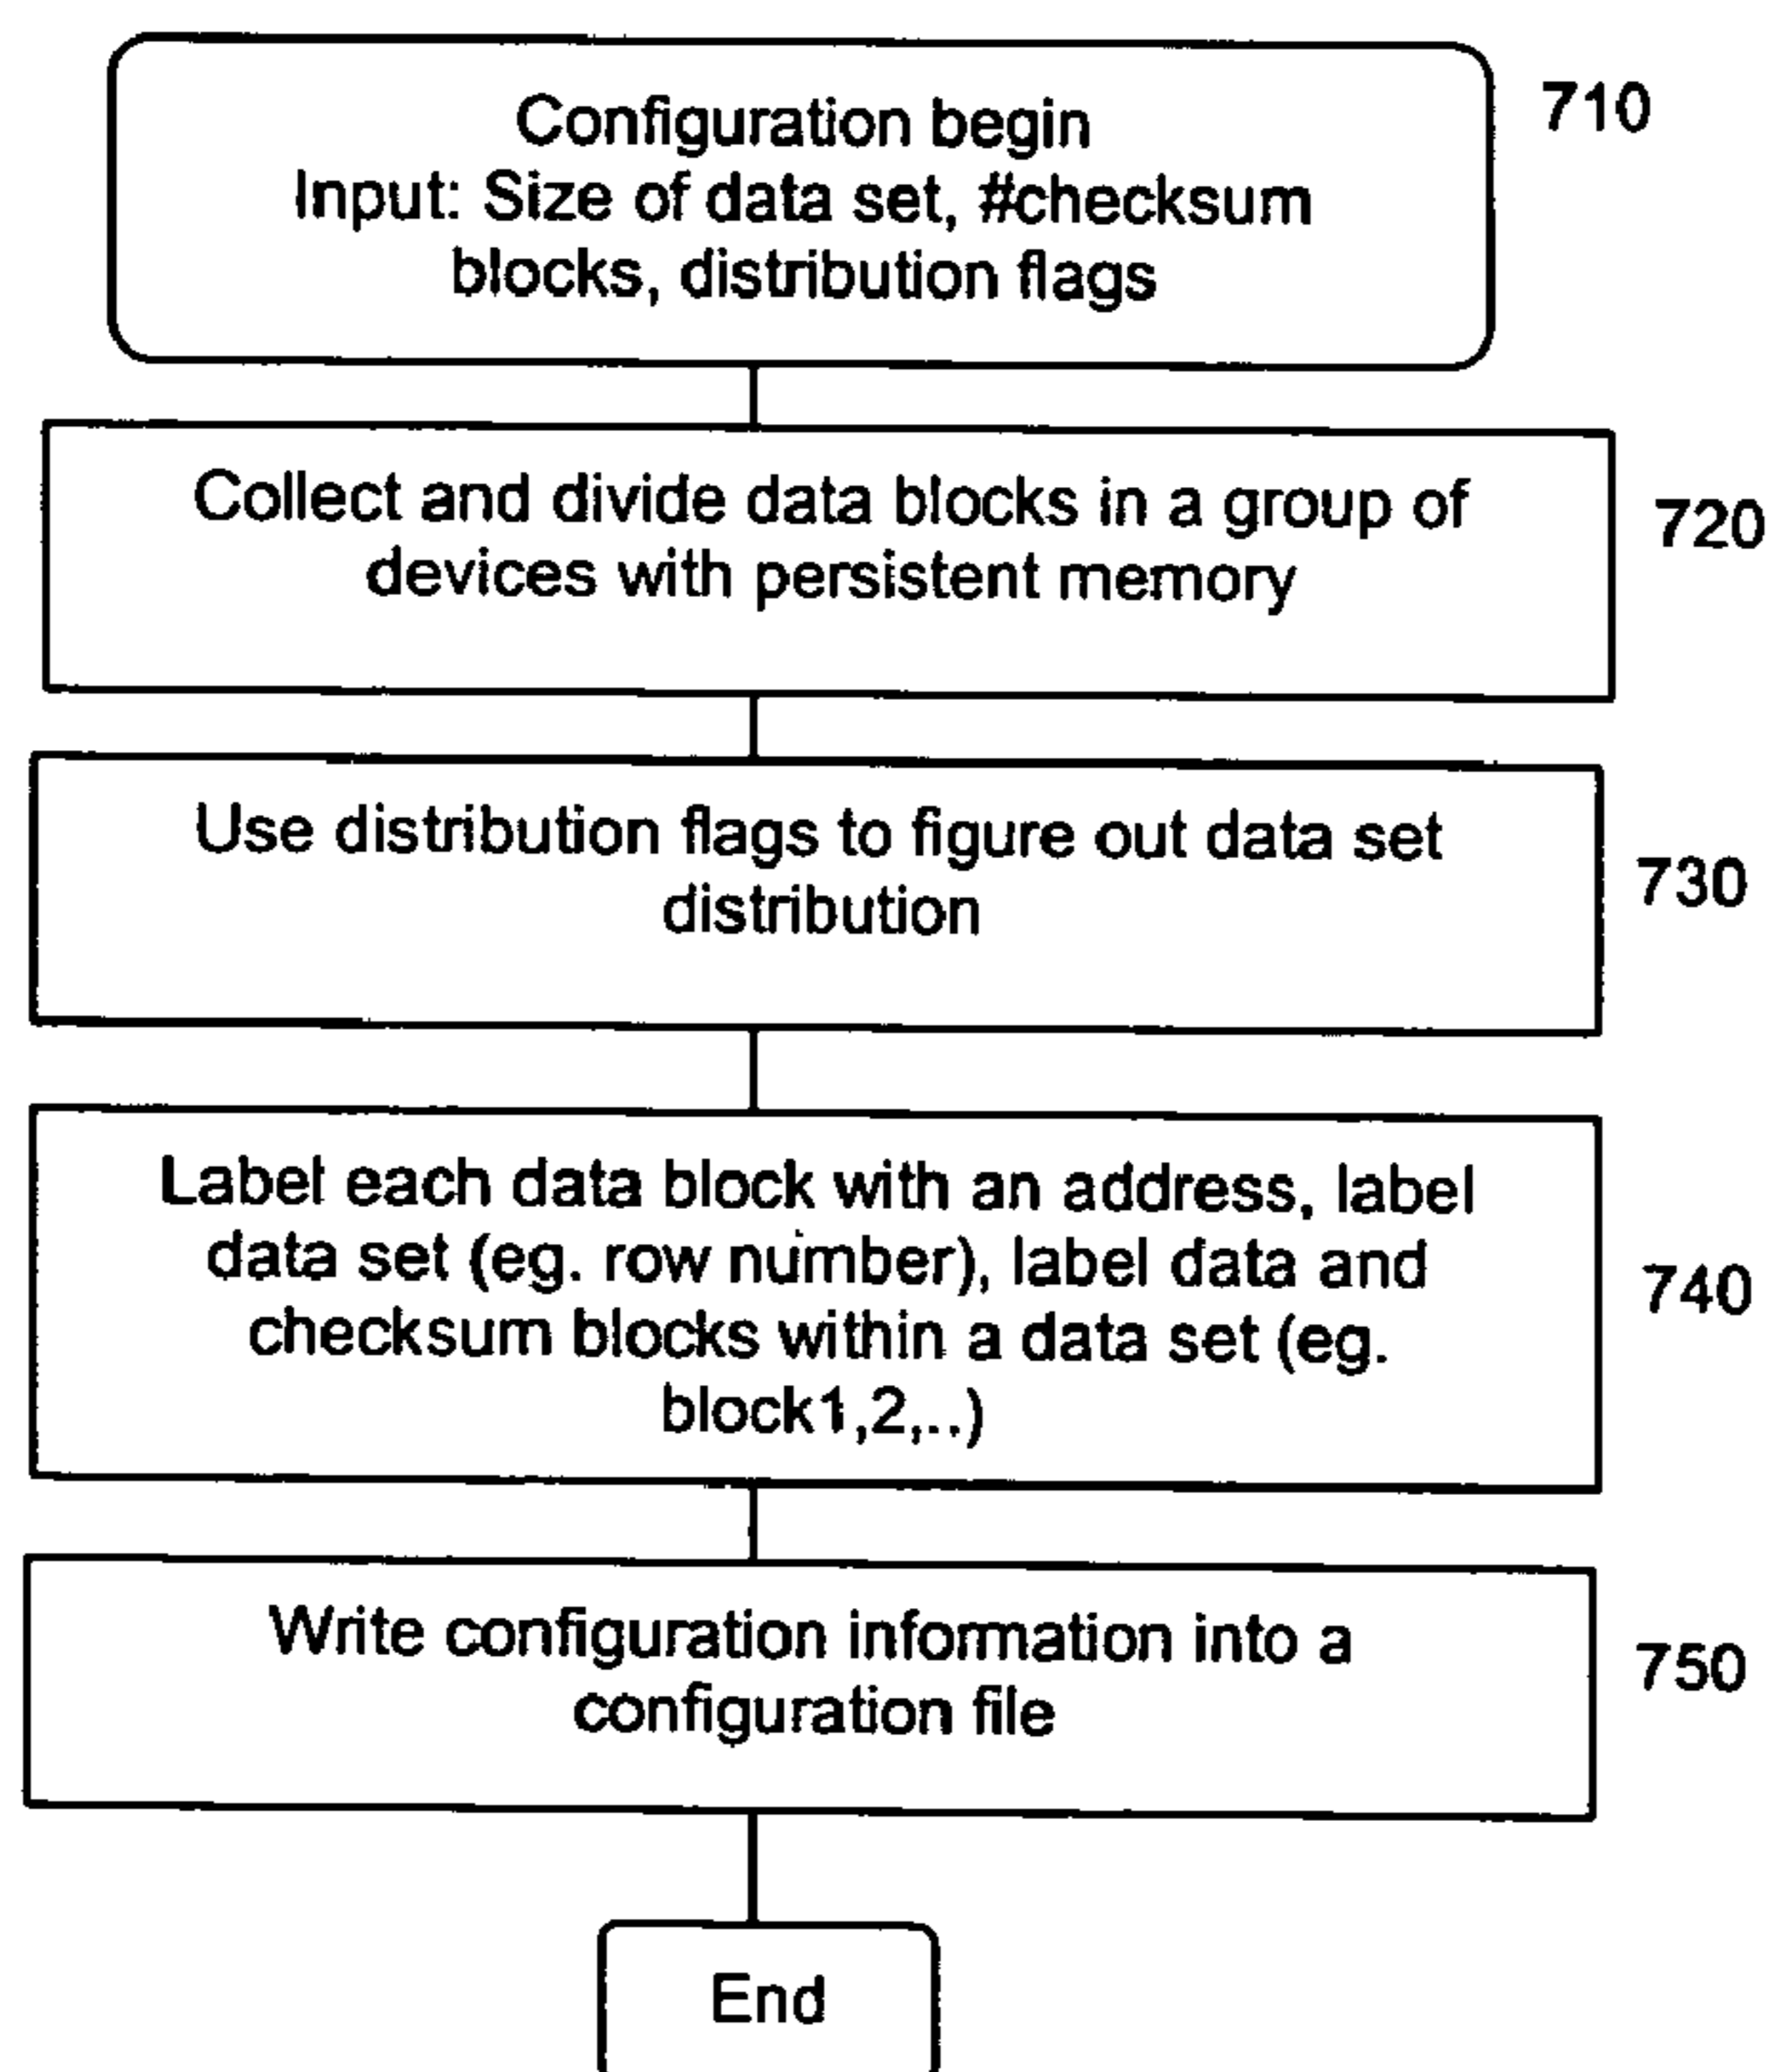 Configuration begin
710
Input: Size of data set, #checksum
blocks, distribution flags
Collect and divide data blocks in a group of
720
devices with persistent memory
Use distribution flags to figure out data set
730
distribution
Label each data block with an address, label
data set (eg. row number), label data and
740
checksum blocks within a data set (eg.
block1,2,..)
Write configuration information into a
750
configuration file
End